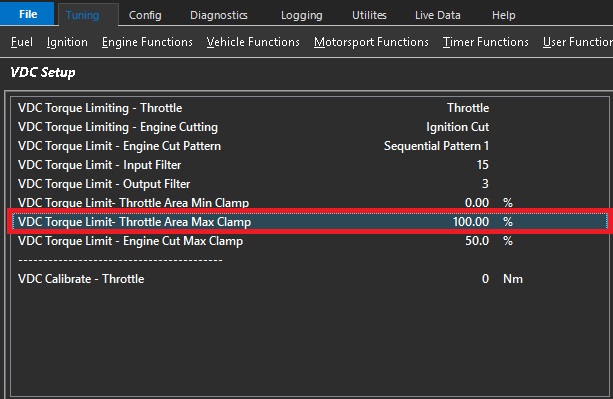 File Tuning Config Diagnostics Logging Utilites Live Data Help
Fuel Ignition Engine Functions Vehicle Functions Motorsport Functions Timer Functions User Function
VDC Setup
VDC Torque Limiting - Throttle Throttle
VDC Torque Limiting - Engine Cutting Ignition Cut
VDC Torque Limit - Engine Cut Pattern Sequential Pattern 1
VDC Torque Limit - Input Filter 15
VDC Torque Limit - Output Filter 3
VDC Torque Limit- Throttle Area Min Clamp 0.00 %
VDC Torque Limit- Throttle Area Max Clamp 100.00 %
VDC Torque Limit - Engine Cut Max Clamp 50.0 %
----------------------------------------
VDC Calibrate - Throttle 0 Nm